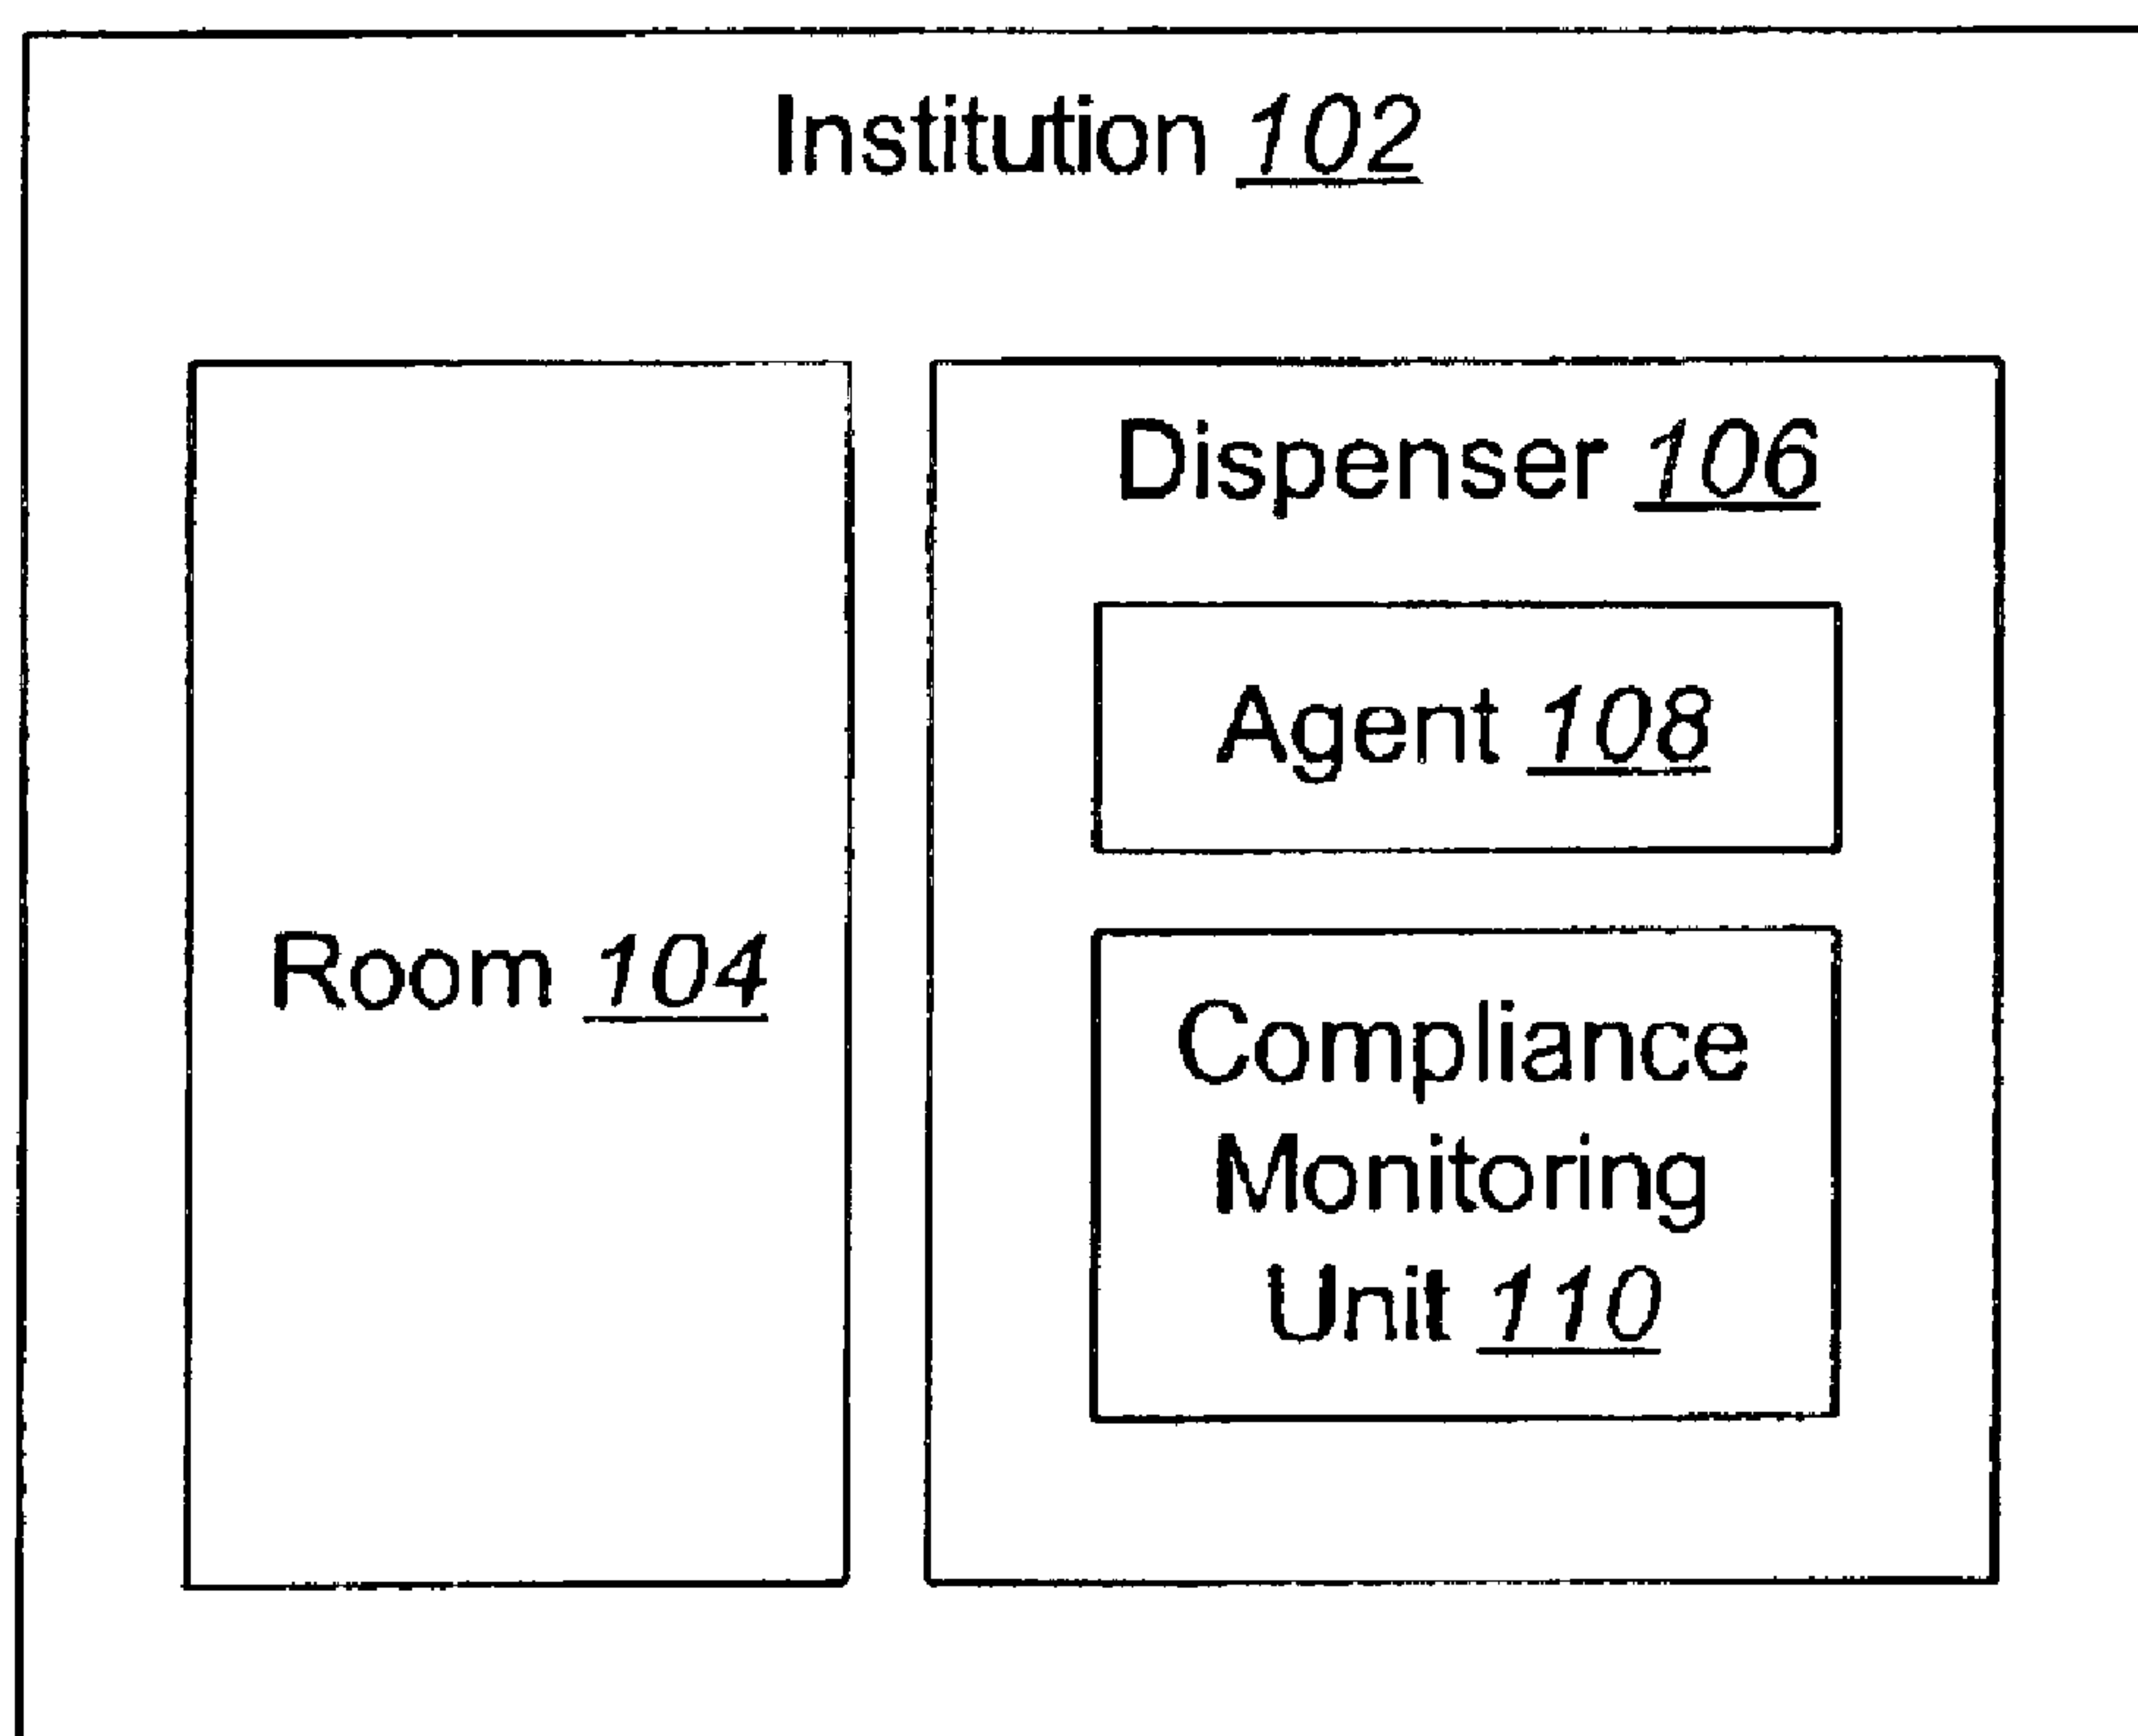 Institution 102
Dispenser 106
Agent 108
Room 104
Compliance
Monitoring
Unit 110